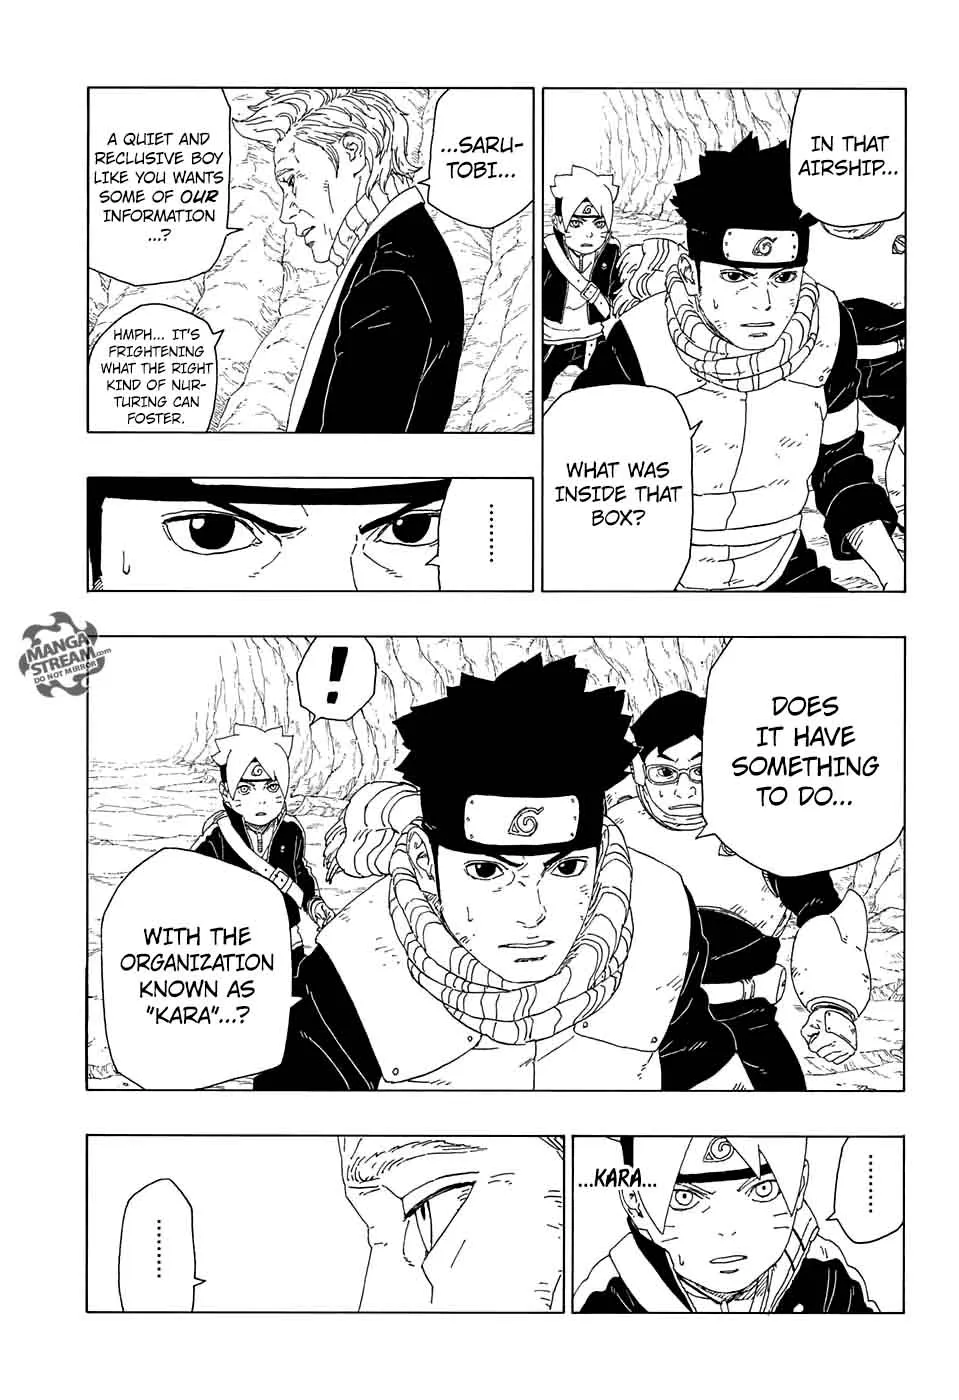 IN THAT
AIRSHIP...
WHAT WAS
INSIDE THAT
BOX?
...SARU-
TOBI...
A QUIET AND
RECLUSIVE BOY
LIKE YOU WANTS
SOME OF OUR
INFORMATION
...?
HMPH... IT'S
FRIGHTENING
WHAT THE RIGHT
KIND OF NUR-
TURING CAN
FOSTER.
........
DOES
IT HAVE
SOMETHING
TO DO...
!
WITH THE
ORGANIZATION
KNOWN AS
"KARA"...?
MANGA
STREAM.com
DO NOT MIRROR
........
...KARA...
........